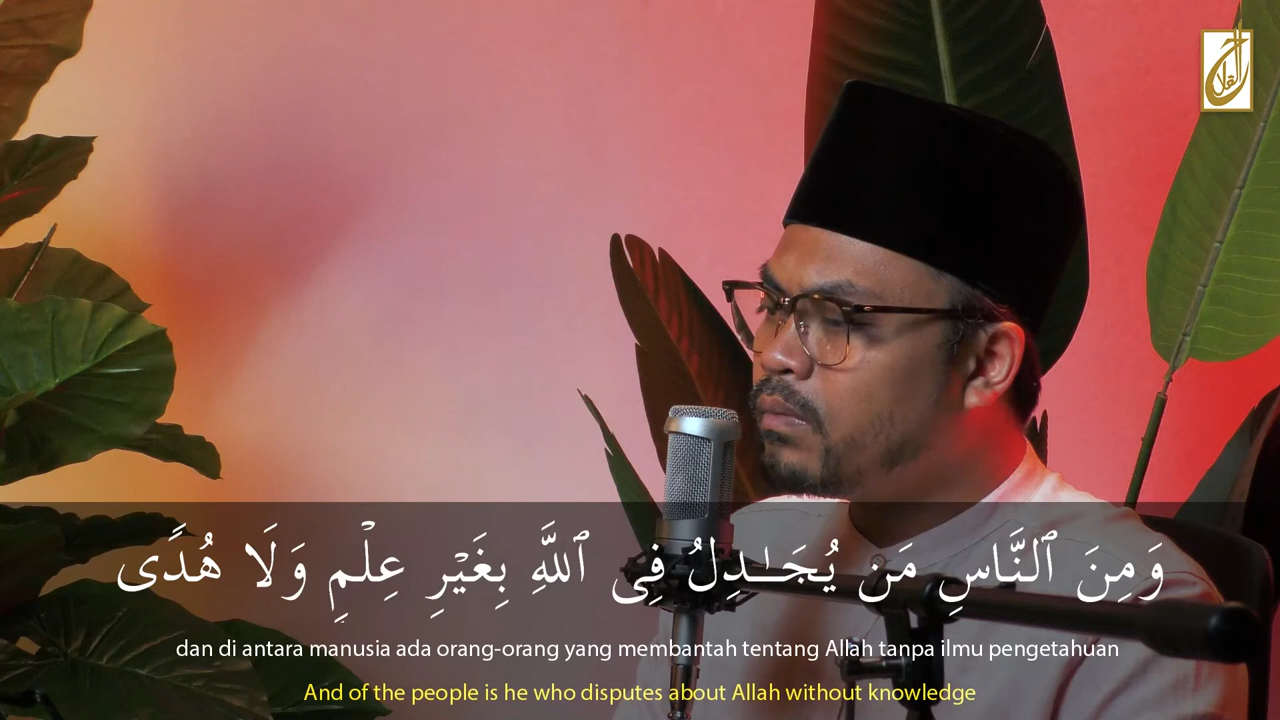 وَمِنَ ٱلنَّاسِ مَن يُجَـٰدِلُ فِى ٱللَّهِ بِغَيْرِ عِلْمٍ وَلَا هُدًى
dan di antara manusia ada orang-orang yang membantah tentang Allah tanpa ilmu pengetahuan
And of the people is he who disputes about Allah without knowledge